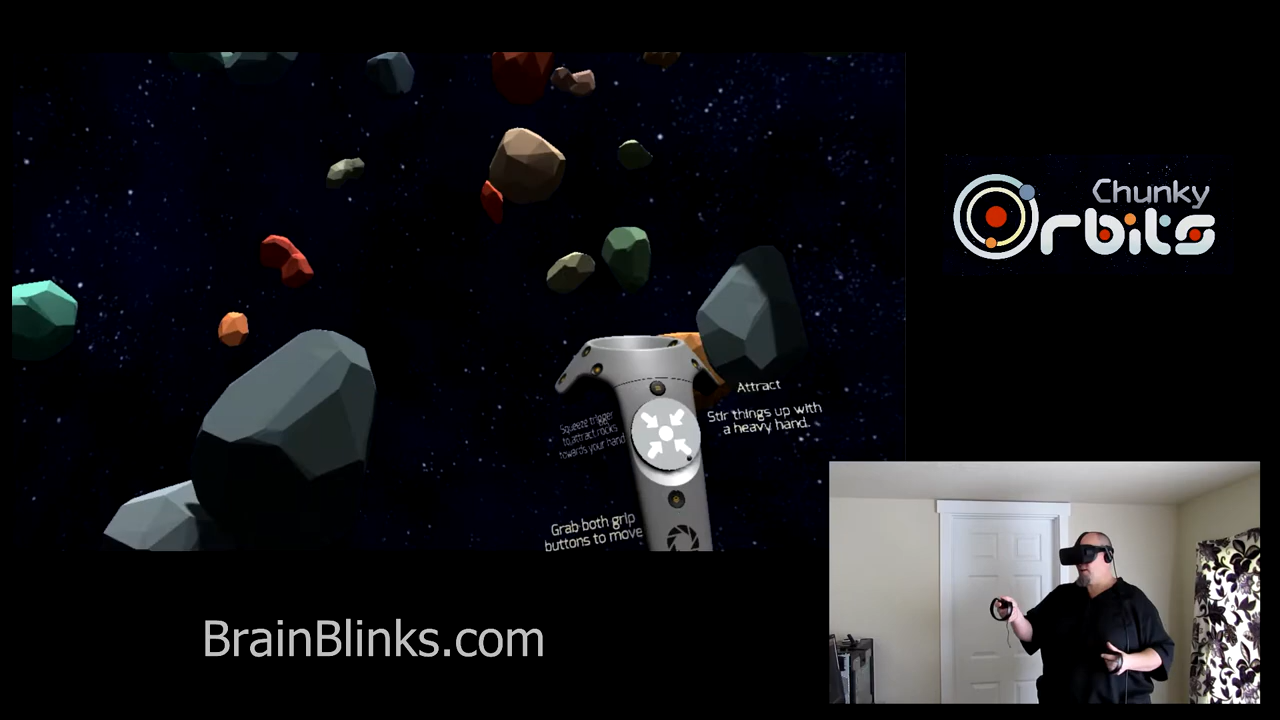 Chunky
Orbits
Attract
Stir things up with
a heavy hand.
Squeeze trigger
to attract rocks
towards your hand
Grab both grip
buttons to move
BrainBlinks.com